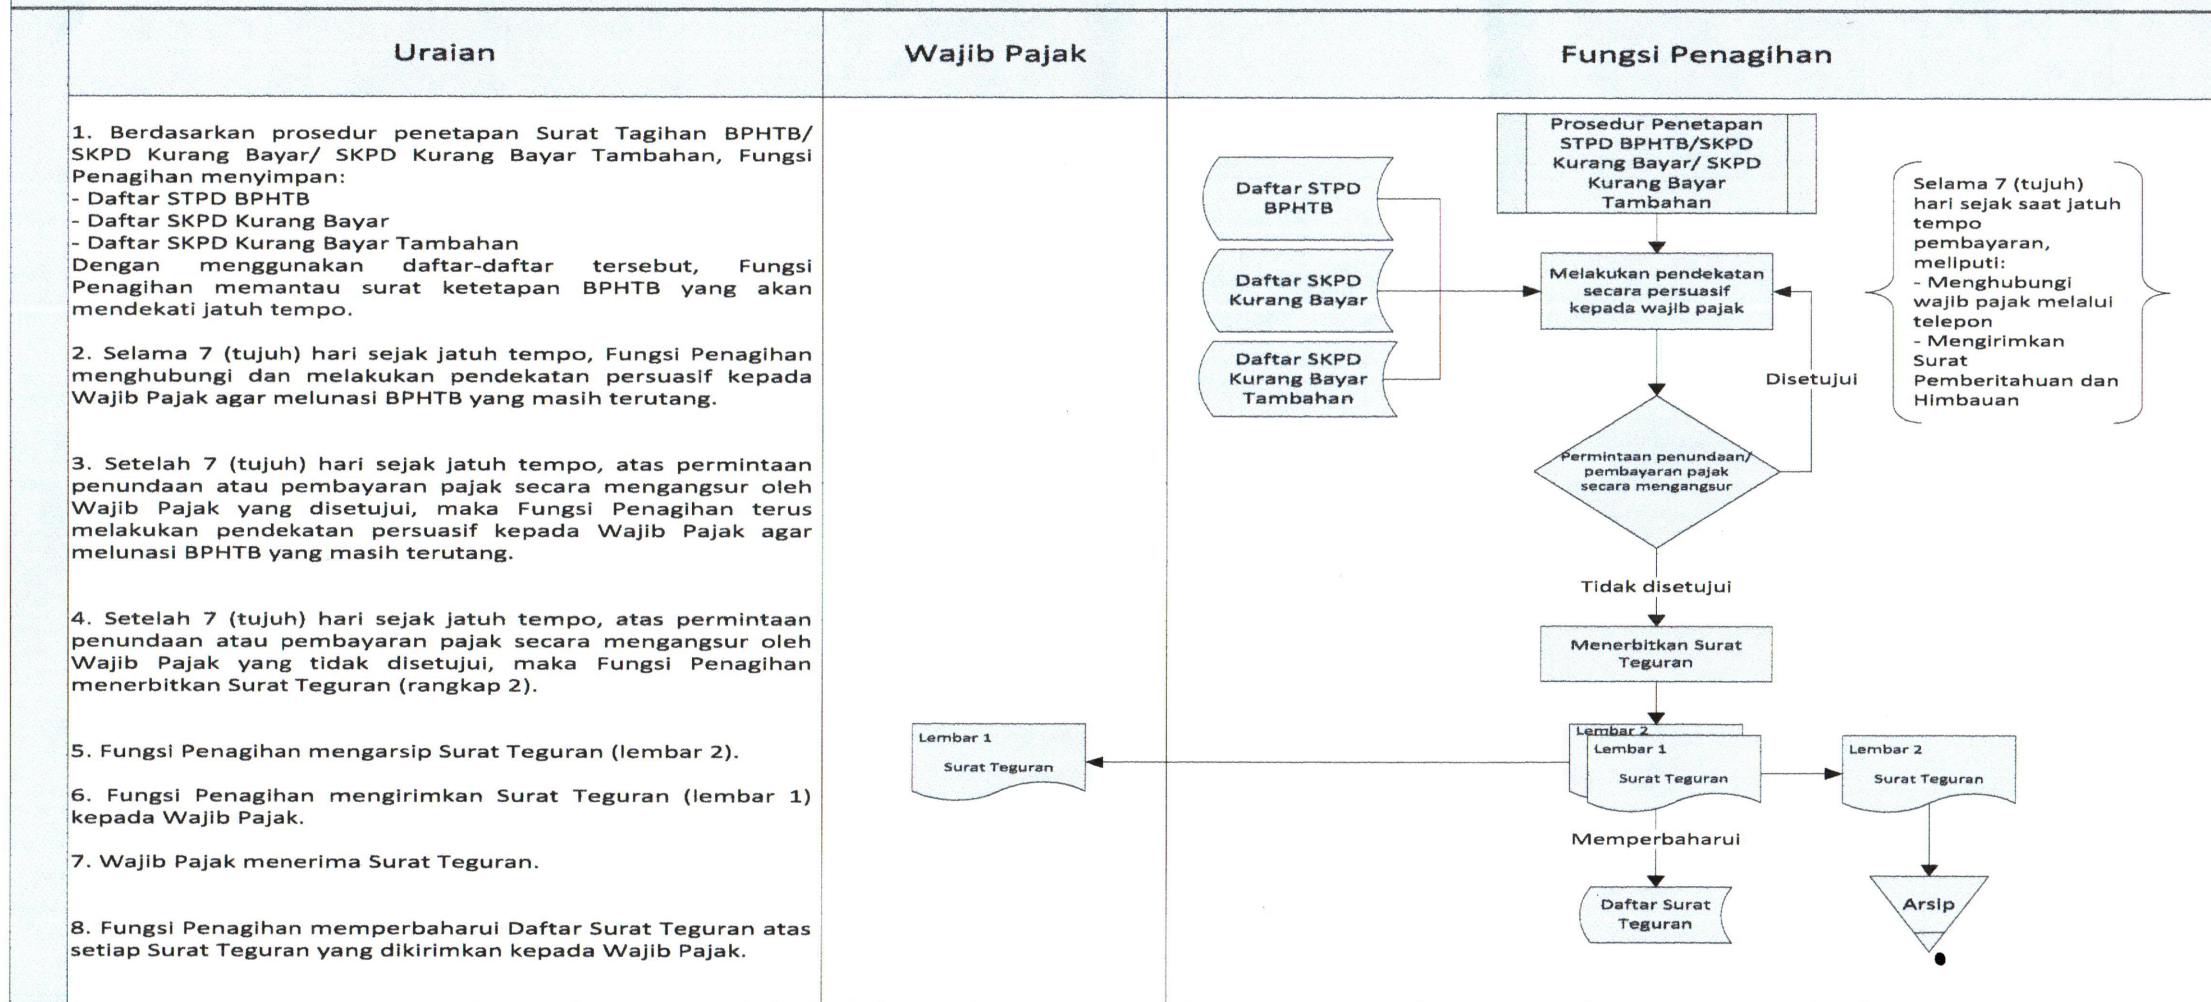 Uraian
Wajib Pajak
Fungsi Penagihan
1. Berdasarkan prosedur penetapan Surat Tagihan BPHTB/
SKPD Kurang Bayar/ SKPD Kurang Bayar Tambahan, Fungsi
Penagihan menyimpan:
- Daftar STPD BPHTB
- Daftar SKPD Kurang Bayar
- Daftar SKPD Kurang Bayar Tambahan
Dengan menggunakan daftar-daftar tersebut, Fungsi
Penagihan memantau surat ketetapan BPHTB yang akan
mendekati jatuh tempo.
2. Selama 7 (tujuh) hari sejak jatuh tempo, Fungsi Penagihan
menghubungi dan melakukan pendekatan persuasif kepada
Wajib Pajak agar melunasi BPHTB yang masih terutang.
3. Setelah 7 (tujuh) hari sejak jatuh tempo, atas permintaan
penundaan atau pembayaran pajak secara mengangsur oleh
Wajib Pajak yang disetujui, maka Fungsi Penagihan terus
melakukan pendekatan persuasif kepada Wajib Pajak agar
melunasi BPHTB yang masih terutang.
4. Setelah 7 (tujuh) hari sejak jatuh tempo, atas permintaan
penundaan atau pembayaran pajak secara mengangsur oleh
Wajib Pajak yang tidak disetujui, maka Fungsi Penagihan
menerbitkan Surat Teguran (rangkap 2).
5. Fungsi Penagihan mengarsip Surat Teguran (lembar 2).
6. Fungsi Penagihan mengirimkan Surat Teguran (lembar 1)
kepada Wajib Pajak.
7. Wajib Pajak menerima Surat Teguran.
8. Fungsi Penagihan memperbaharui Daftar Surat Teguran atas
setiap Surat Teguran yang dikirimkan kepada Wajib Pajak.
Lembar 1
Surat Teguran
Daftar STPD
BPHTB
Daftar SKPD
Kurang Bayar
Daftar SKPD
Kurang Bayar
Tambahan
Prosedur Penetapan
STPD BPHTB/SKPD
Kurang Bayar/ SKPD
Kurang Bayar
Tambahan
Melakukan pendekatan
secara persuasif
kepada wajib pajak
Disetujui
Permintaan penundaan/
pembayaran pajak
secara mengangsur
Tidak disetujui
Menerbitkan Surat
Teguran
Lembar 2
Lembar 1
Surat Teguran
Memperbaharui
Daftar Surat
Teguran
Selama 7 (tujuh)
hari sejak saat jatuh
tempo
pembayaran,
meliputi:
- Menghubungi
wajib pajak melalui
telepon
- Mengirimkan
Surat
Pemberitahuan dan
Himbauan
Lembar 2
Surat Teguran
Arsip